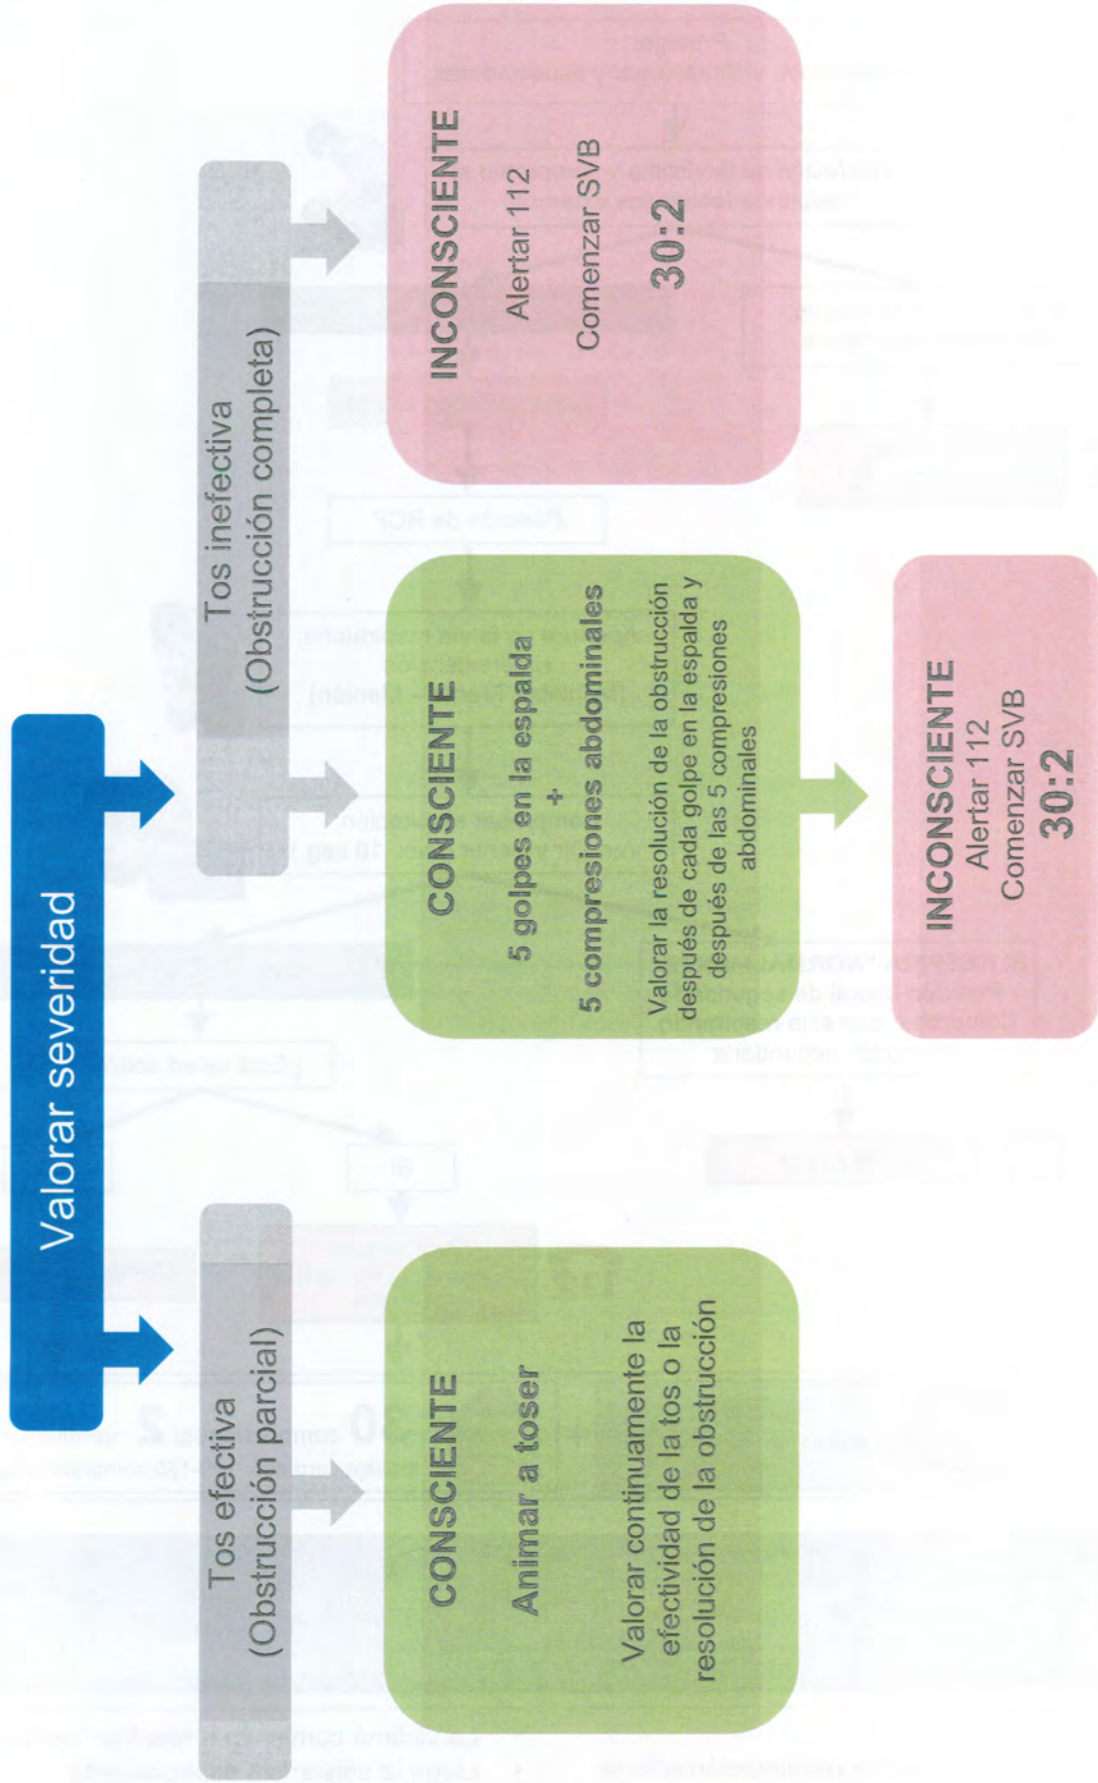 Valorar severidad
Tos efectiva
(Obstrucción parcial)
CONSCIENTE
Animar a toser
Valorar continuamente la
efectividad de la tos o la
resolución de la obstrucción
Tos inefectiva
(Obstrucción completa)
CONSCIENTE
5 golpes en la espalda
+
5 compresiones abdominales
Valorar la resolución de la obstrucción
después de cada golpe en la espalda y
después de las 5 compresiones
abdominales
INCONSCIENTE
Alertar 112
Comenzar SVB
30:2
INCONSCIENTE
Alertar 112
Comenzar SVB
30:2